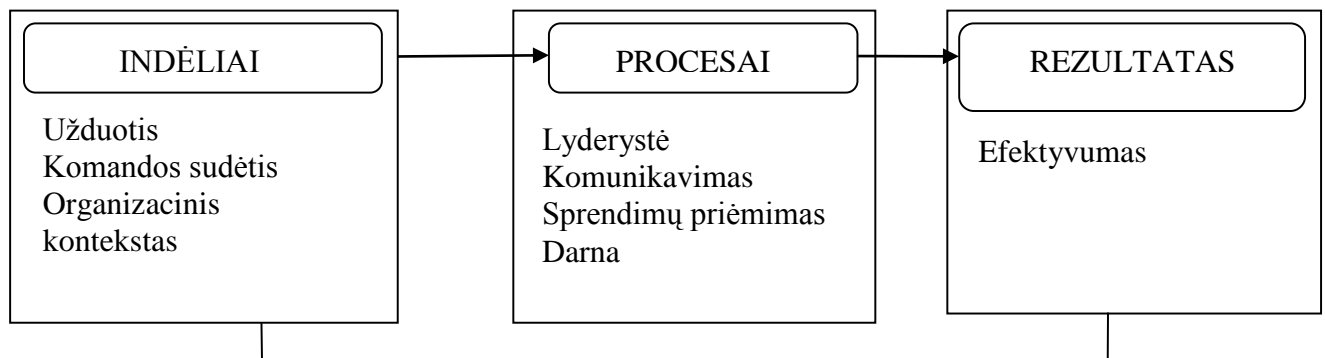 INDĖLIAI
Užduotis
Komandos sudėtis
Organizacinis
kontekstas
PROCESAI
Lyderystė
Komunikavimas
Sprendimų priėmimas
Darna
REZULTATAS
Efektyvumas